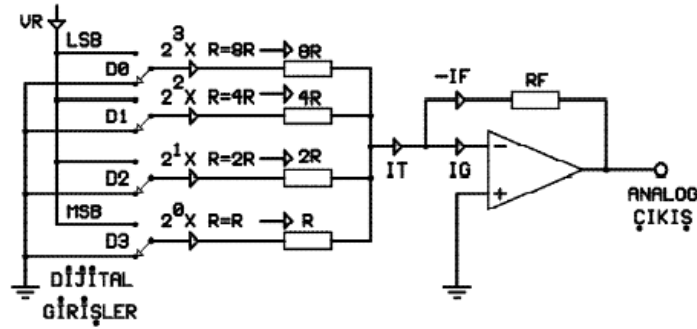 VR
LSB
2³X R=8R 8R
D0
2²X R=4R 4R
D1
-IF RF
2¹X R=2R 2R
D2
IT IG
- +
MSB
2⁰X R=R R
D3
ANALOG
ÇIKIŞ
DİJİTAL
GİRİŞLER